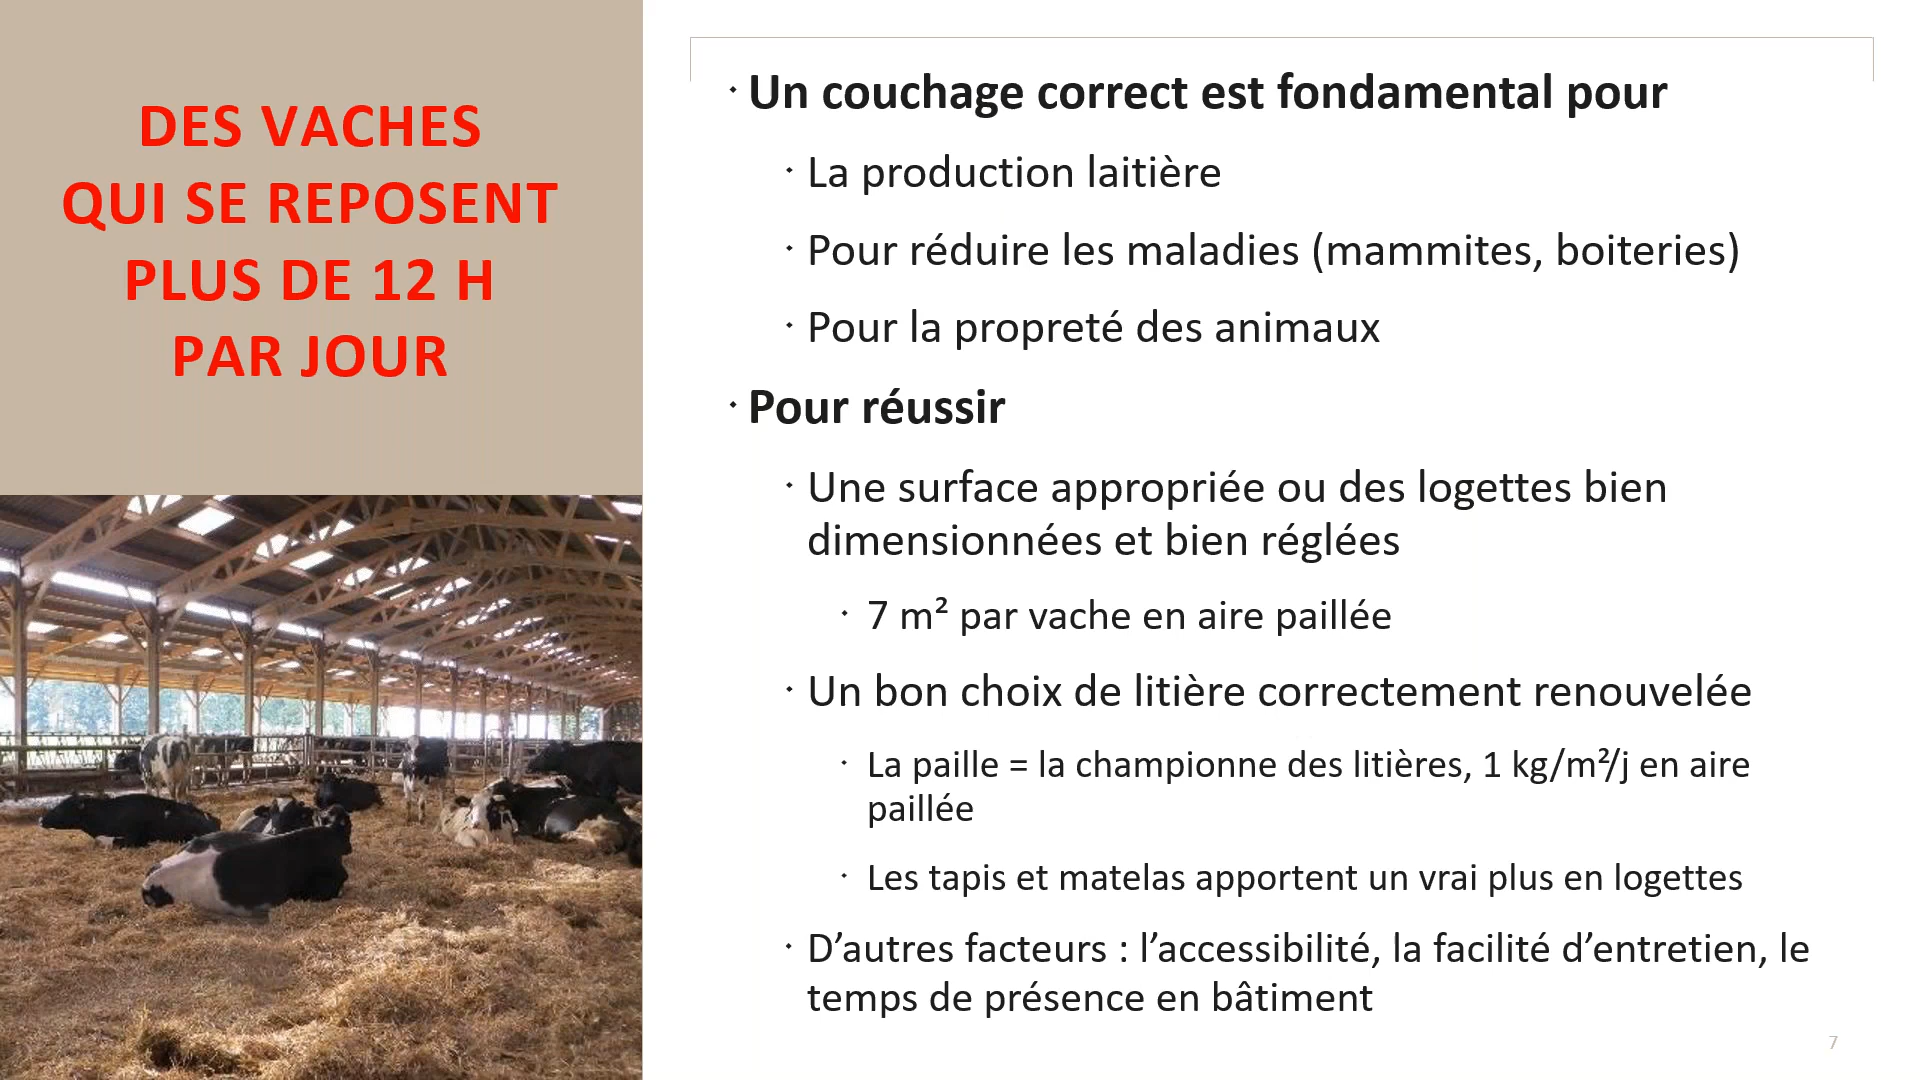 DES VACHES
QUI SE REPOSENT
PLUS DE 12 H
PAR JOUR
· Un couchage correct est fondamental pour
· La production laitière
· Pour réduire les maladies (mammites, boiteries)
· Pour la propreté des animaux
· Pour réussir
· Une surface appropriée ou des logettes bien
dimensionnées et bien réglées
· 7 m² par vache en aire paillée
· Un bon choix de litière correctement renouvelée
· La paille = la championne des litières, 1 kg/m²/j en aire
paillée
· Les tapis et matelas apportent un vrai plus en logettes
· D’autres facteurs : l’accessibilité, la facilité d’entretien, le
temps de présence en bâtiment
7